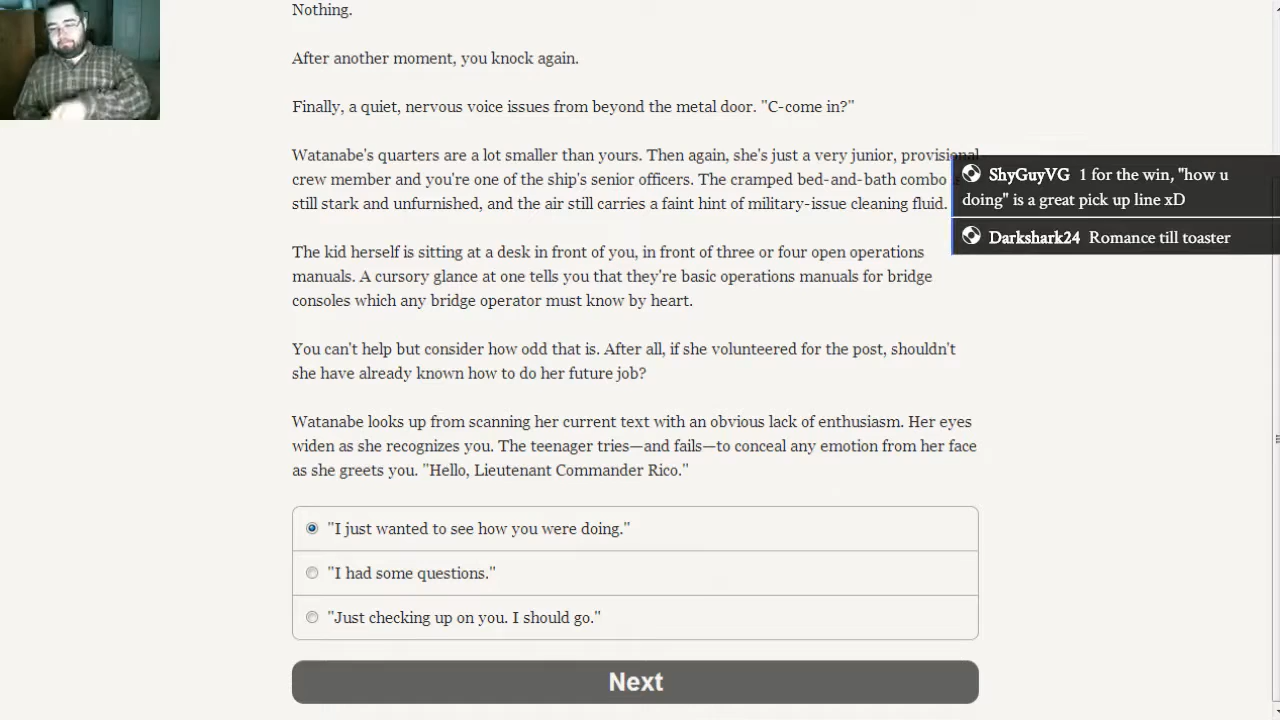 Nothing.
After another moment, you knock again.
Finally, a quiet, nervous voice issues from beyond the metal door. "C-come in?"
Watanabe's quarters are a lot smaller than yours. Then again, she's just a very junior, provisional
crew member and you're one of the ship's senior officers. The cramped bed-and-bath combo
still stark and unfurnished, and the air still carries a faint hint of military-issue cleaning fluid.
ShyGuyVG 1 for the win, "how u
doing" is a great pick up line xD
Darkshark24 Romance till toaster
The kid herself is sitting at a desk in front of you, in front of three or four open operations
manuals. A cursory glance at one tells you that they're basic operations manuals for bridge
consoles which any bridge operator must know by heart.
You can't help but consider how odd that is. After all, if she volunteered for the post, shouldn't
she have already known how to do her future job?
Watanabe looks up from scanning her current text with an obvious lack of enthusiasm. Her eyes
widen as she recognizes you. The teenager tries—and fails—to conceal any emotion from her face
as she greets you. "Hello, Lieutenant Commander Rico."
"I just wanted to see how you were doing."
"I had some questions."
"Just checking up on you. I should go."
Next